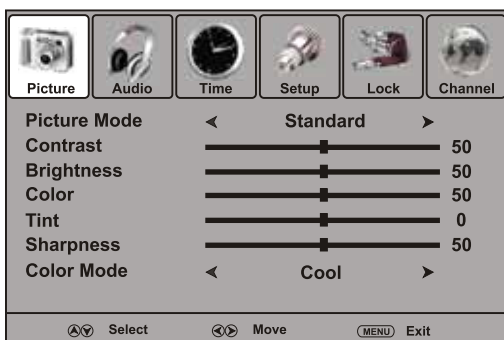 Picture Audio Time Setup Lock Channel
Picture Mode Standard
Contrast 50
Brightness 50
Color 50
Tint 0
Sharpness 50
Color Mode Cool
Select Move MENU Exit